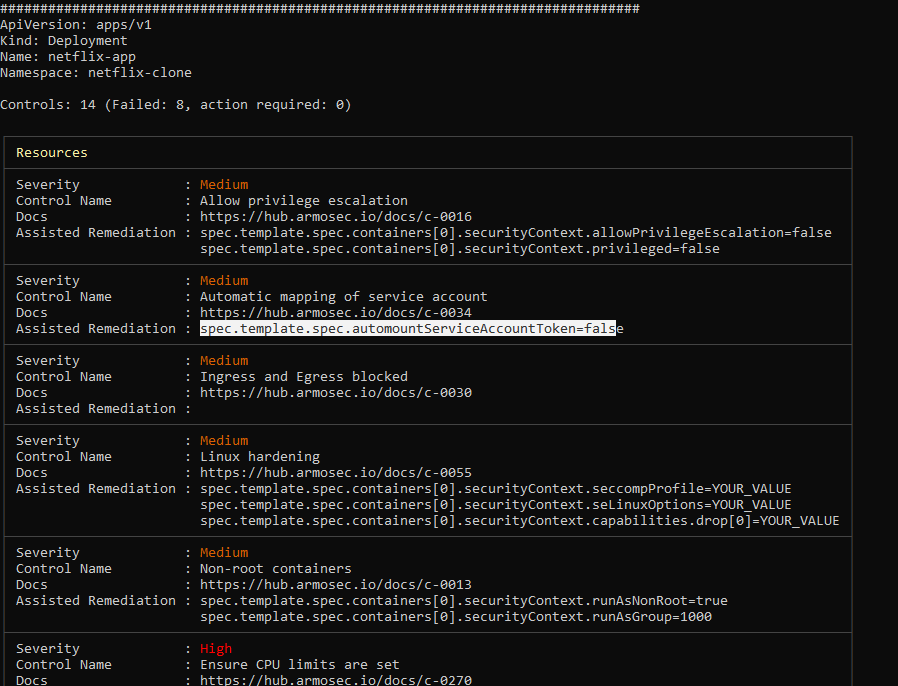 ################################################################################
ApiVersion: apps/v1
Kind: Deployment
Name: netflix-app
Namespace: netflix-clone
Controls: 14 (Failed: 8, action required: 0)
Resources
Severity : Medium
Control Name : Allow privilege escalation
Docs : https://hub.armosec.io/docs/c-0016
Assisted Remediation : spec.template.spec.containers[0].securityContext.allowPrivilegeEscalation=false
spec.template.spec.containers[0].securityContext.privileged=false
Severity : Medium
Control Name : Automatic mapping of service account
Docs : https://hub.armosec.io/docs/c-0034
Assisted Remediation : spec.template.spec.automountServiceAccountToken=false
Severity : Medium
Control Name : Ingress and Egress blocked
Docs : https://hub.armosec.io/docs/c-0030
Assisted Remediation :
Severity : Medium
Control Name : Linux hardening
Docs : https://hub.armosec.io/docs/c-0055
Assisted Remediation : spec.template.spec.containers[0].securityContext.seccompProfile=YOUR_VALUE
spec.template.spec.containers[0].securityContext.seLinuxOptions=YOUR_VALUE
spec.template.spec.containers[0].securityContext.capabilities.drop[0]=YOUR_VALUE
Severity : Medium
Control Name : Non-root containers
Docs : https://hub.armosec.io/docs/c-0013
Assisted Remediation : spec.template.spec.containers[0].securityContext.runAsNonRoot=true
spec.template.spec.containers[0].securityContext.runAsGroup=1000
Severity : High
Control Name : Ensure CPU limits are set
Docs : https://hub.armosec.io/docs/c-0270